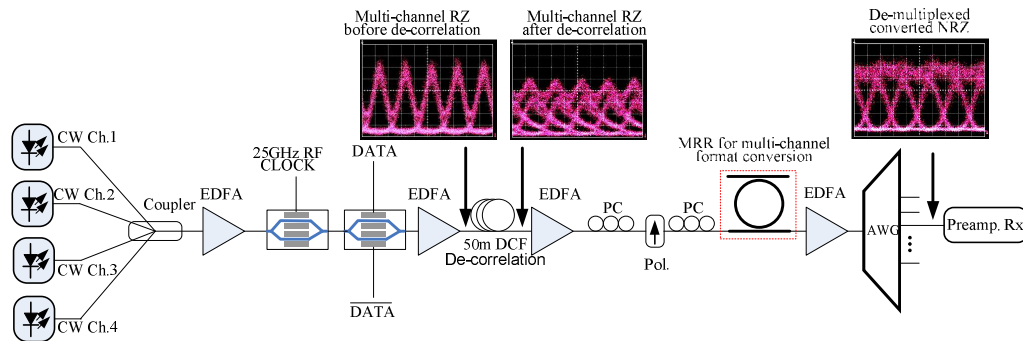 Multi-channel RZ
bofore de-correlation
Multi-channel RZ
after de-correlation
De-multiplexed
converted NRZ
CW Ch.1
CW Ch.2
CW Ch.3
CW Ch.4
Coupler
EDFA
25GHz RF
CLOCK
DATA
DATA
EDFA
50m DCF
De-correlation
EDFA
PC
Pol.
PC
MRR for multi-channel
format conversion
EDFA
AWG
Preamp. Rx